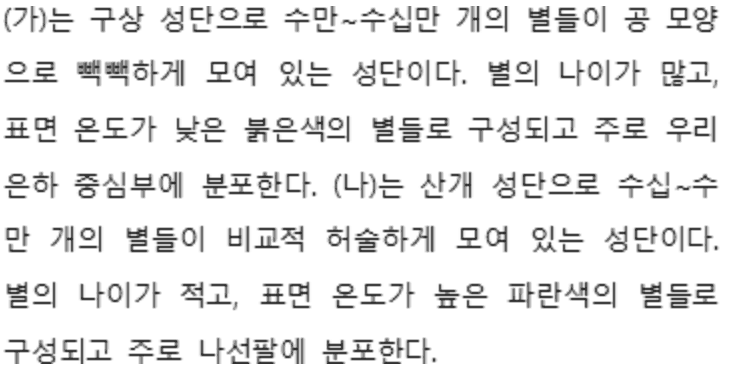 (가)는 구상 성단으로 수만~수십만 개의 별들이 공 모양
으로 빽빽하게 모여 있는 성단이다. 별의 나이가 많고,
표면 온도가 낮은 붉은색의 별들로 구성되고 주로 우리
은하 중심부에 분포한다. (나)는 산개 성단으로 수십~수
만 개의 별들이 비교적 허술하게 모여 있는 성단이다.
별의 나이가 적고, 표면 온도가 높은 파란색의 별들로
구성되고 주로 나선팔에 분포한다.